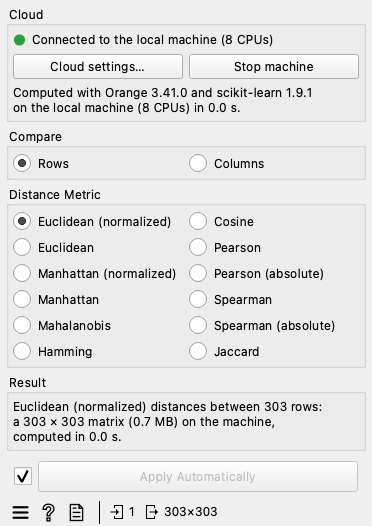 Cloud
Connected to the local machine (8 CPUs)
Cloud settings...
Stop machine
Computed with Orange 3.41.0 and scikit-learn 1.9.1
on the local machine (8 CPUs) in 0.0 s.
Compare
Rows
Columns
Distance Metric
Euclidean (normalized)
Cosine
Euclidean
Pearson
Manhattan (normalized)
Pearson (absolute)
Manhattan
Spearman
Mahalanobis
Spearman (absolute)
Hamming
Jaccard
Result
Euclidean (normalized) distances between 303 rows:
a 303 × 303 matrix (0.7 MB) on the machine,
computed in 0.0 s.
Apply Automatically
? 1 303×303